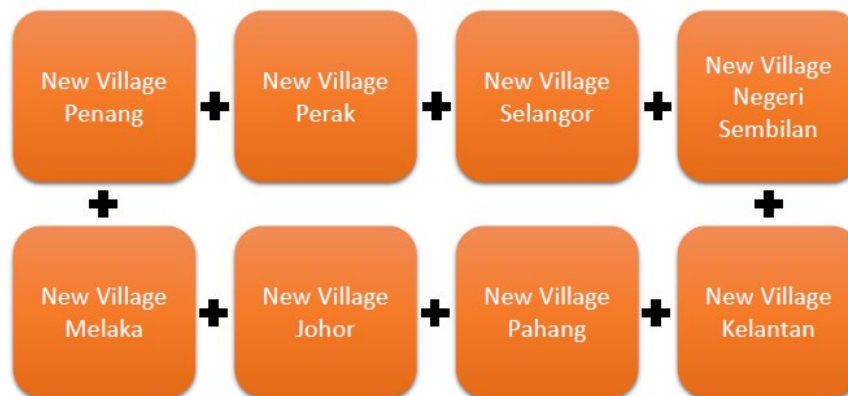 New Village
Penang
New Village
Perak
New Village
Selangor
New Village
Negeri
Sembilan
New Village
Melaka
New Village
Johor
New Village
Pahang
New Village
Kelantan